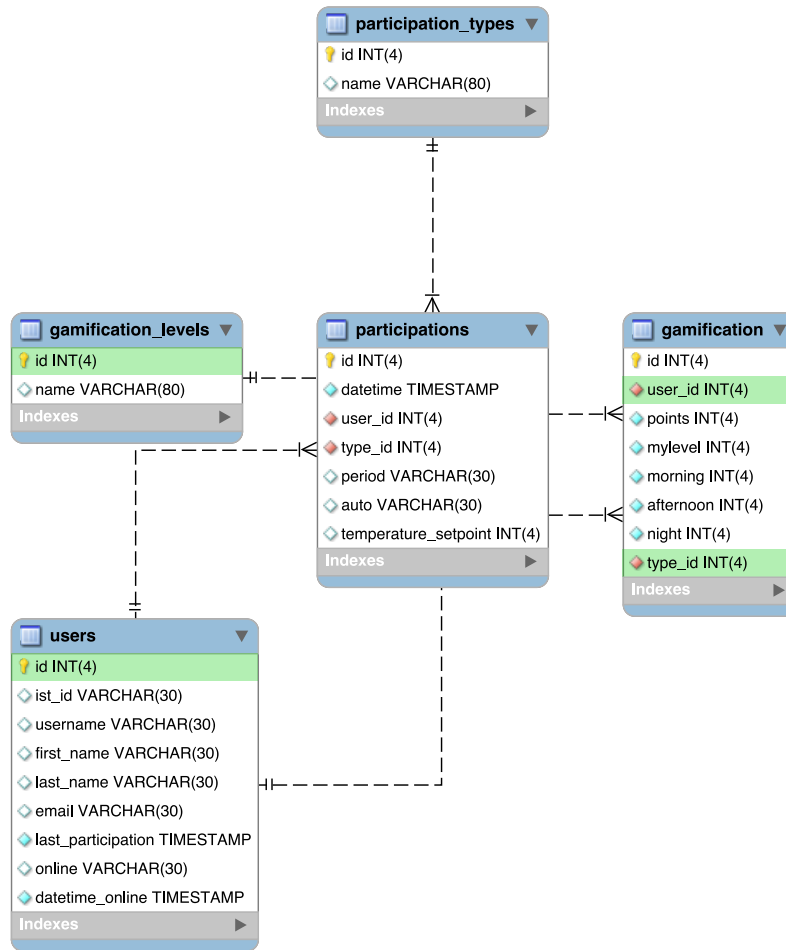 participation_types
id INT(4)
name VARCHAR(80)
Indexes
gamification_levels
id INT(4)
name VARCHAR(80)
Indexes
participations
id INT(4)
datetime TIMESTAMP
user_id INT(4)
type_id INT(4)
period VARCHAR(30)
auto VARCHAR(30)
temperature_setpoint INT(4)
Indexes
gamification
id INT(4)
user_id INT(4)
points INT(4)
mylevel INT(4)
morning INT(4)
afternoon INT(4)
night INT(4)
type_id INT(4)
Indexes
users
id INT(4)
ist_id VARCHAR(30)
username VARCHAR(30)
first_name VARCHAR(30)
last_name VARCHAR(30)
email VARCHAR(30)
last_participation TIMESTAMP
online VARCHAR(30)
datetime_online TIMESTAMP
Indexes